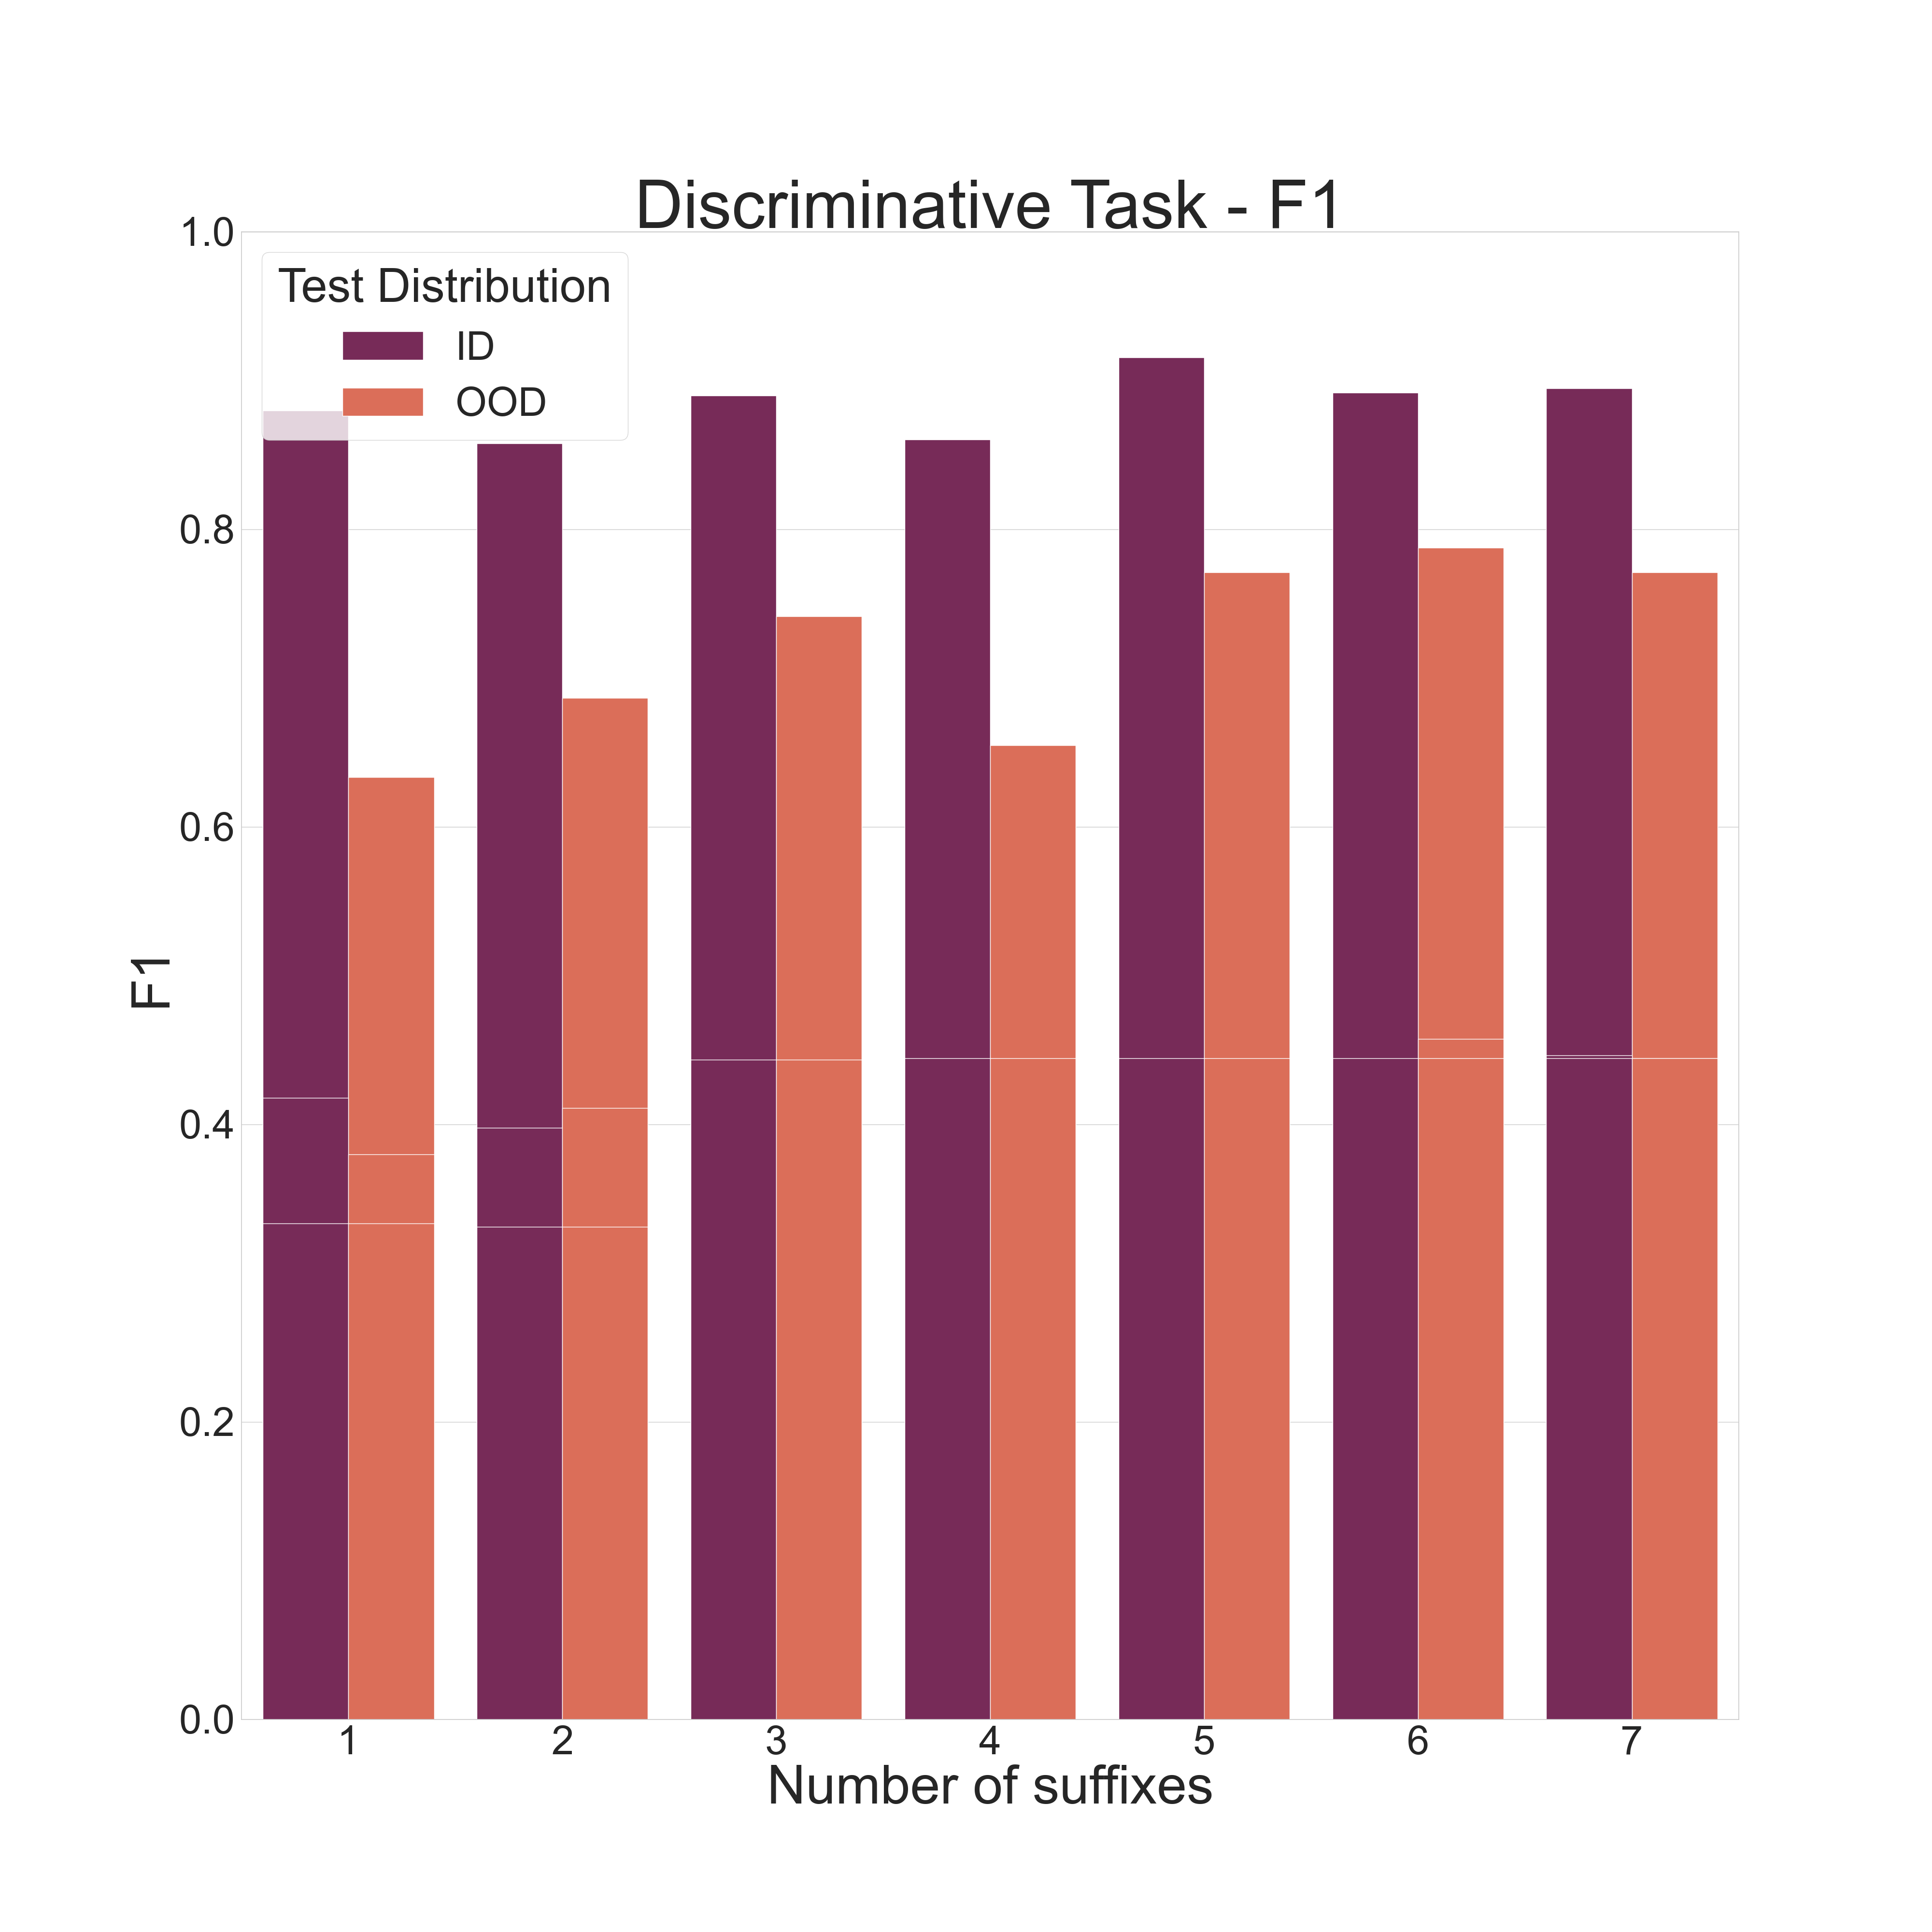 Discriminative Task - F1
1.0
0.8
0.6
0.4
0.2
0.0
F1
Test Distribution
ID
OOD
1 2 3 4 5 6 7
Number of suffixes